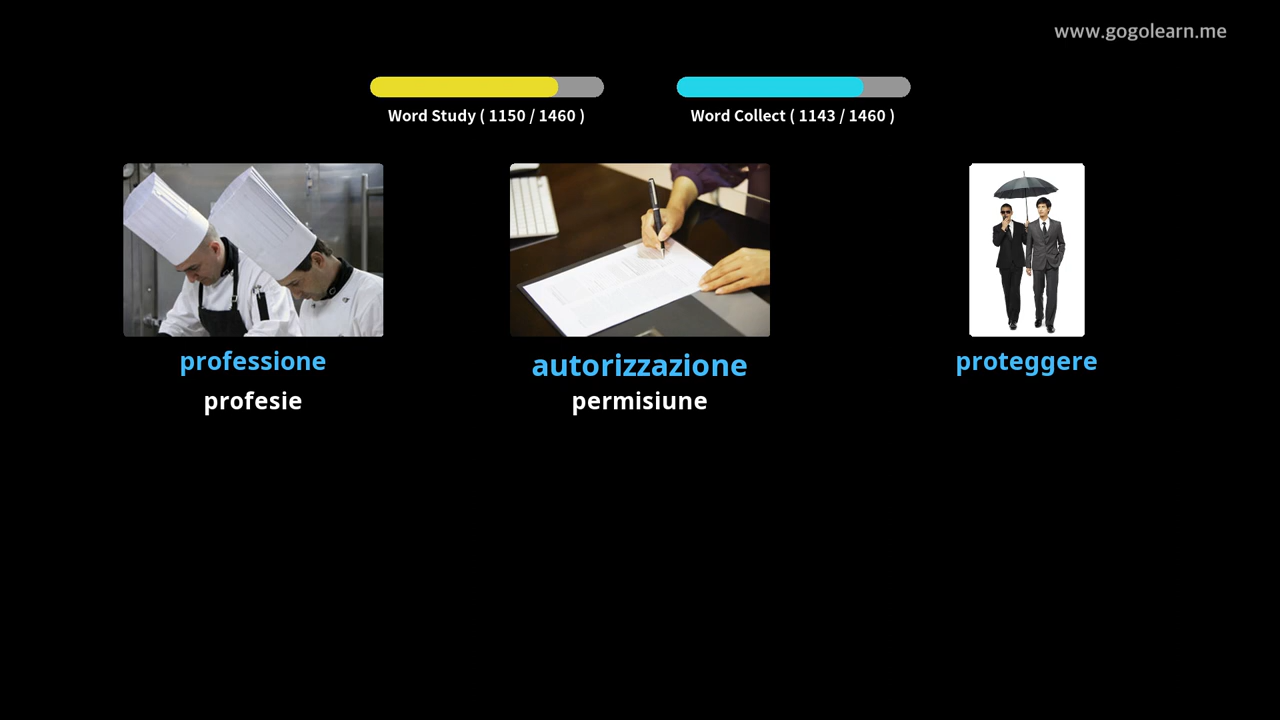 www.gogolearn.me
Word Study ( 1150 / 1460 )
Word Collect ( 1143 / 1460 )
professione
autorizzazione
proteggere
profesie
permisiune